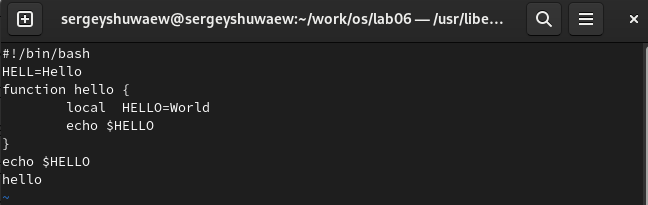 sergeyshuwaew@sergeyshuwaew:~/work/os/lab06 — /usr/libe...
#!/bin/bash
HELL=Hello
function hello {
        local  HELLO=World
        echo $HELLO
}
echo $HELLO
hello
~